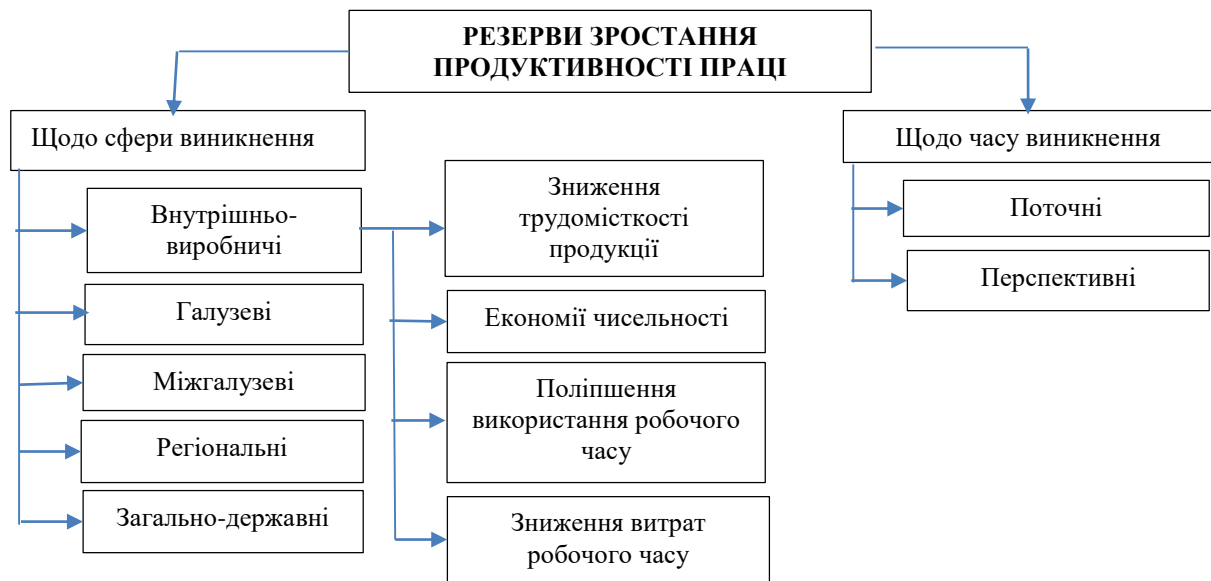 РЕЗЕРВИ ЗРОСТАННЯ
ПРОДУКТИВНОСТІ ПРАЦІ
Щодо сфери виникнення
Внутрішньо-
виробничі
Галузеві
Міжгалузеві
Регіональні
Загально-державні
Зниження
трудомісткості
продукції
Економії чисельності
Поліпшення
використання робочого
часу
Зниження витрат
робочого часу
Щодо часу виникнення
Поточні
Перспективні